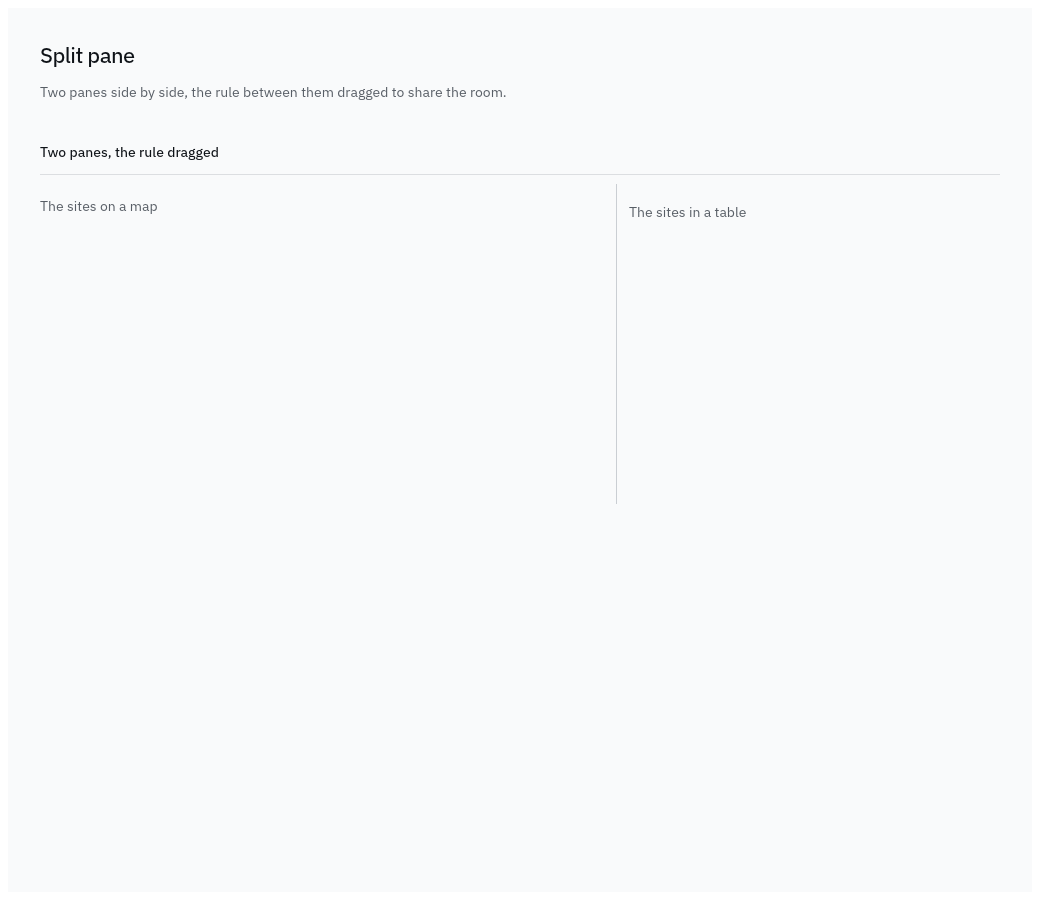 Split pane
Two panes side by side, the rule between them dragged to share the room.
Two panes, the rule dragged
The sites on a map
The sites in a table